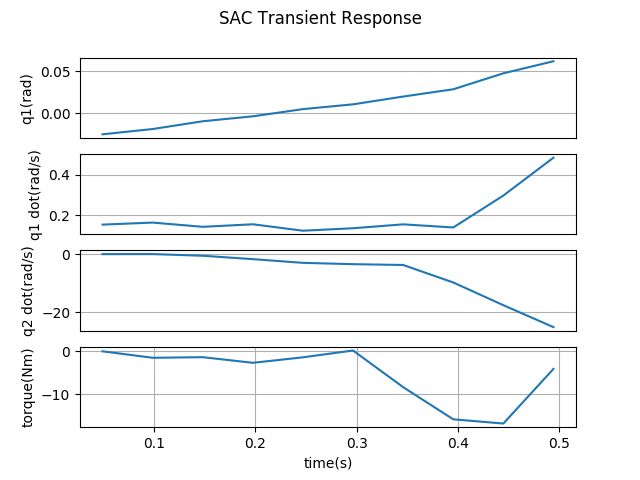 SAC Transient Response
q1(rad)
0.05
0.00
q1 dot(rad/s)
0.4
0.2
q2 dot(rad/s)
0
−20
torque(Nm)
0
−10
0.1 0.2 0.3 0.4 0.5
time(s)